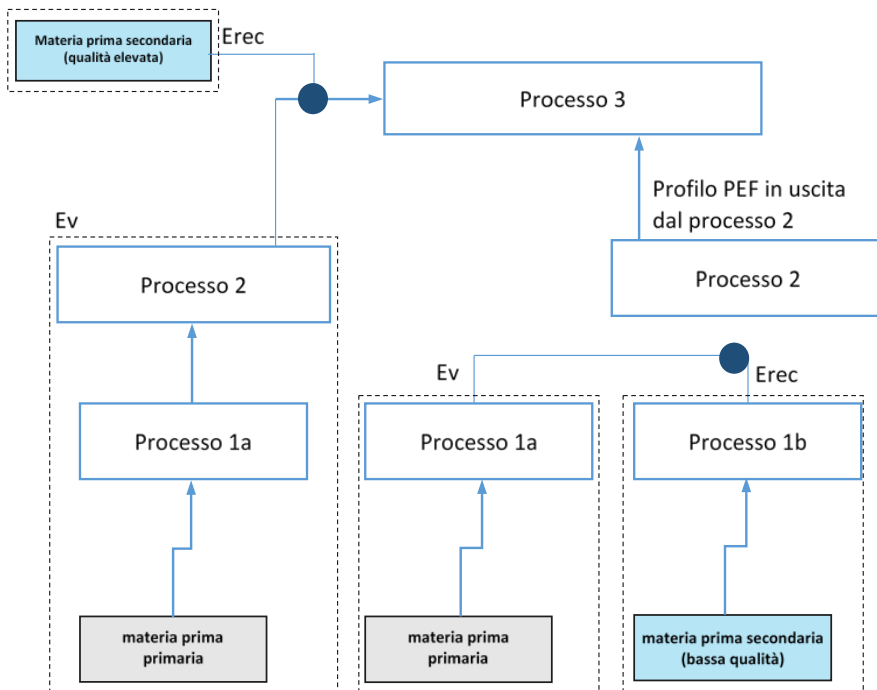 Materia prima secondaria
(qualità elevata)
Erec
Processo 3
Profilo PEF in uscita
dal processo 2
Ev
Processo 2
Processo 2
Ev
Erec
Processo 1a
Processo 1a
Processo 1b
materia prima
primaria
materia prima
primaria
materia prima secondaria
(bassa qualità)